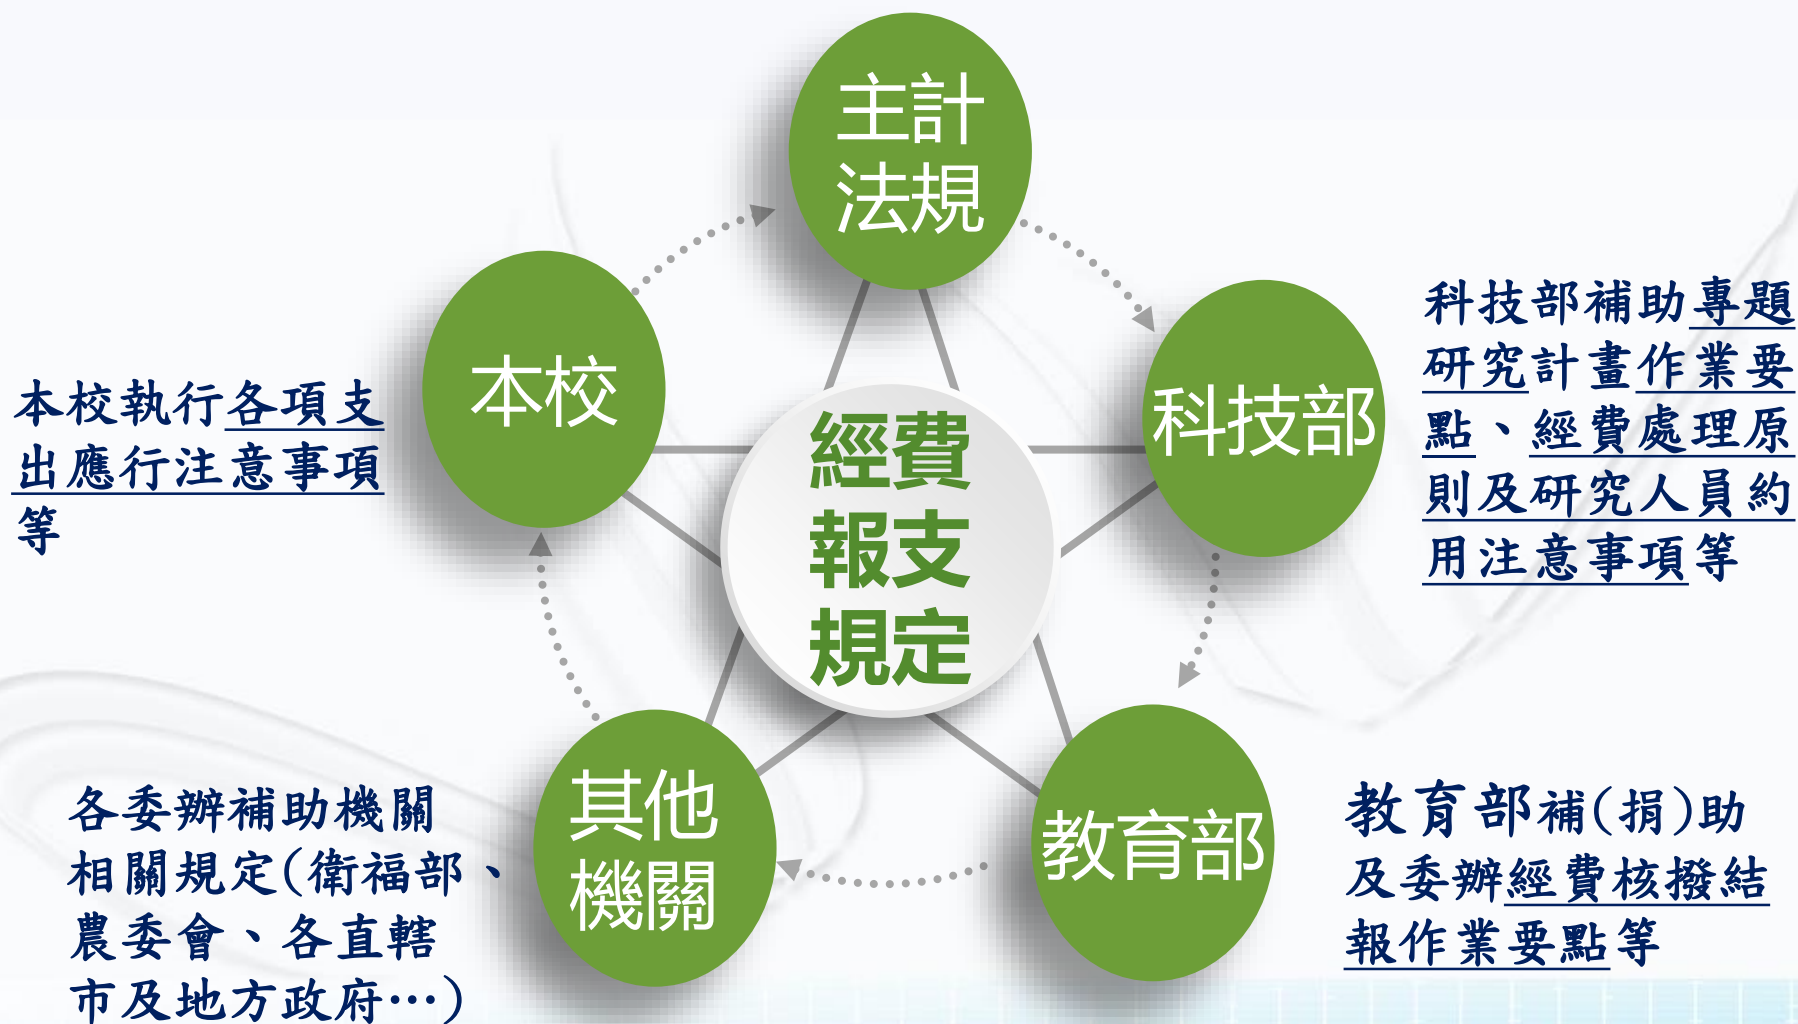 主計
法規
本校
本校執行各項支
出應行注意事項
等
科技部
科技部補助專題
研究計畫作業要
點、經費處理原
則及研究人員約
用注意事項等
經費
報支
規定
其他
機關
各委辦補助機關
相關規定(衛福部、
農委會、各直轄
市及地方政府…)
教育部
教育部補(捐)助
及委辦經費核撥結
報作業要點等